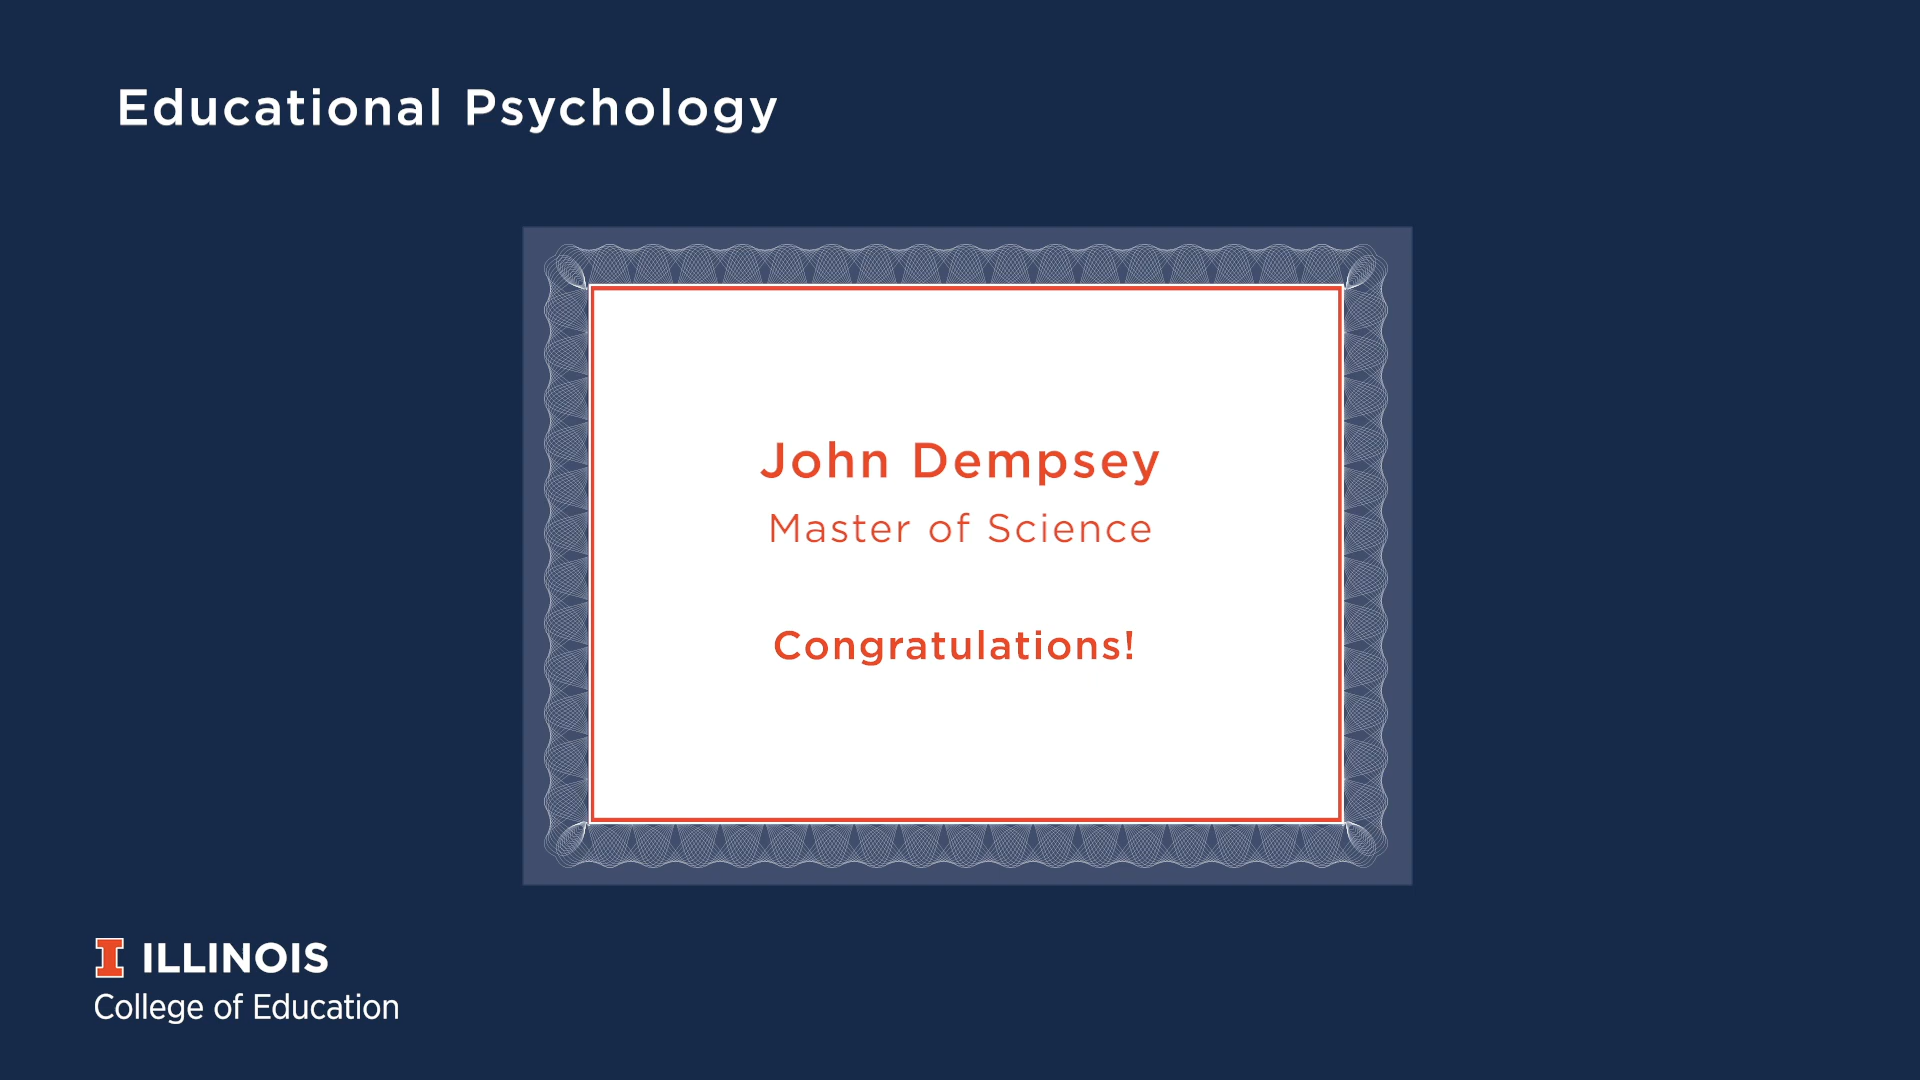 Educational Psychology
John Dempsey
Master of Science
Congratulations!
I ILLINOIS
College of Education